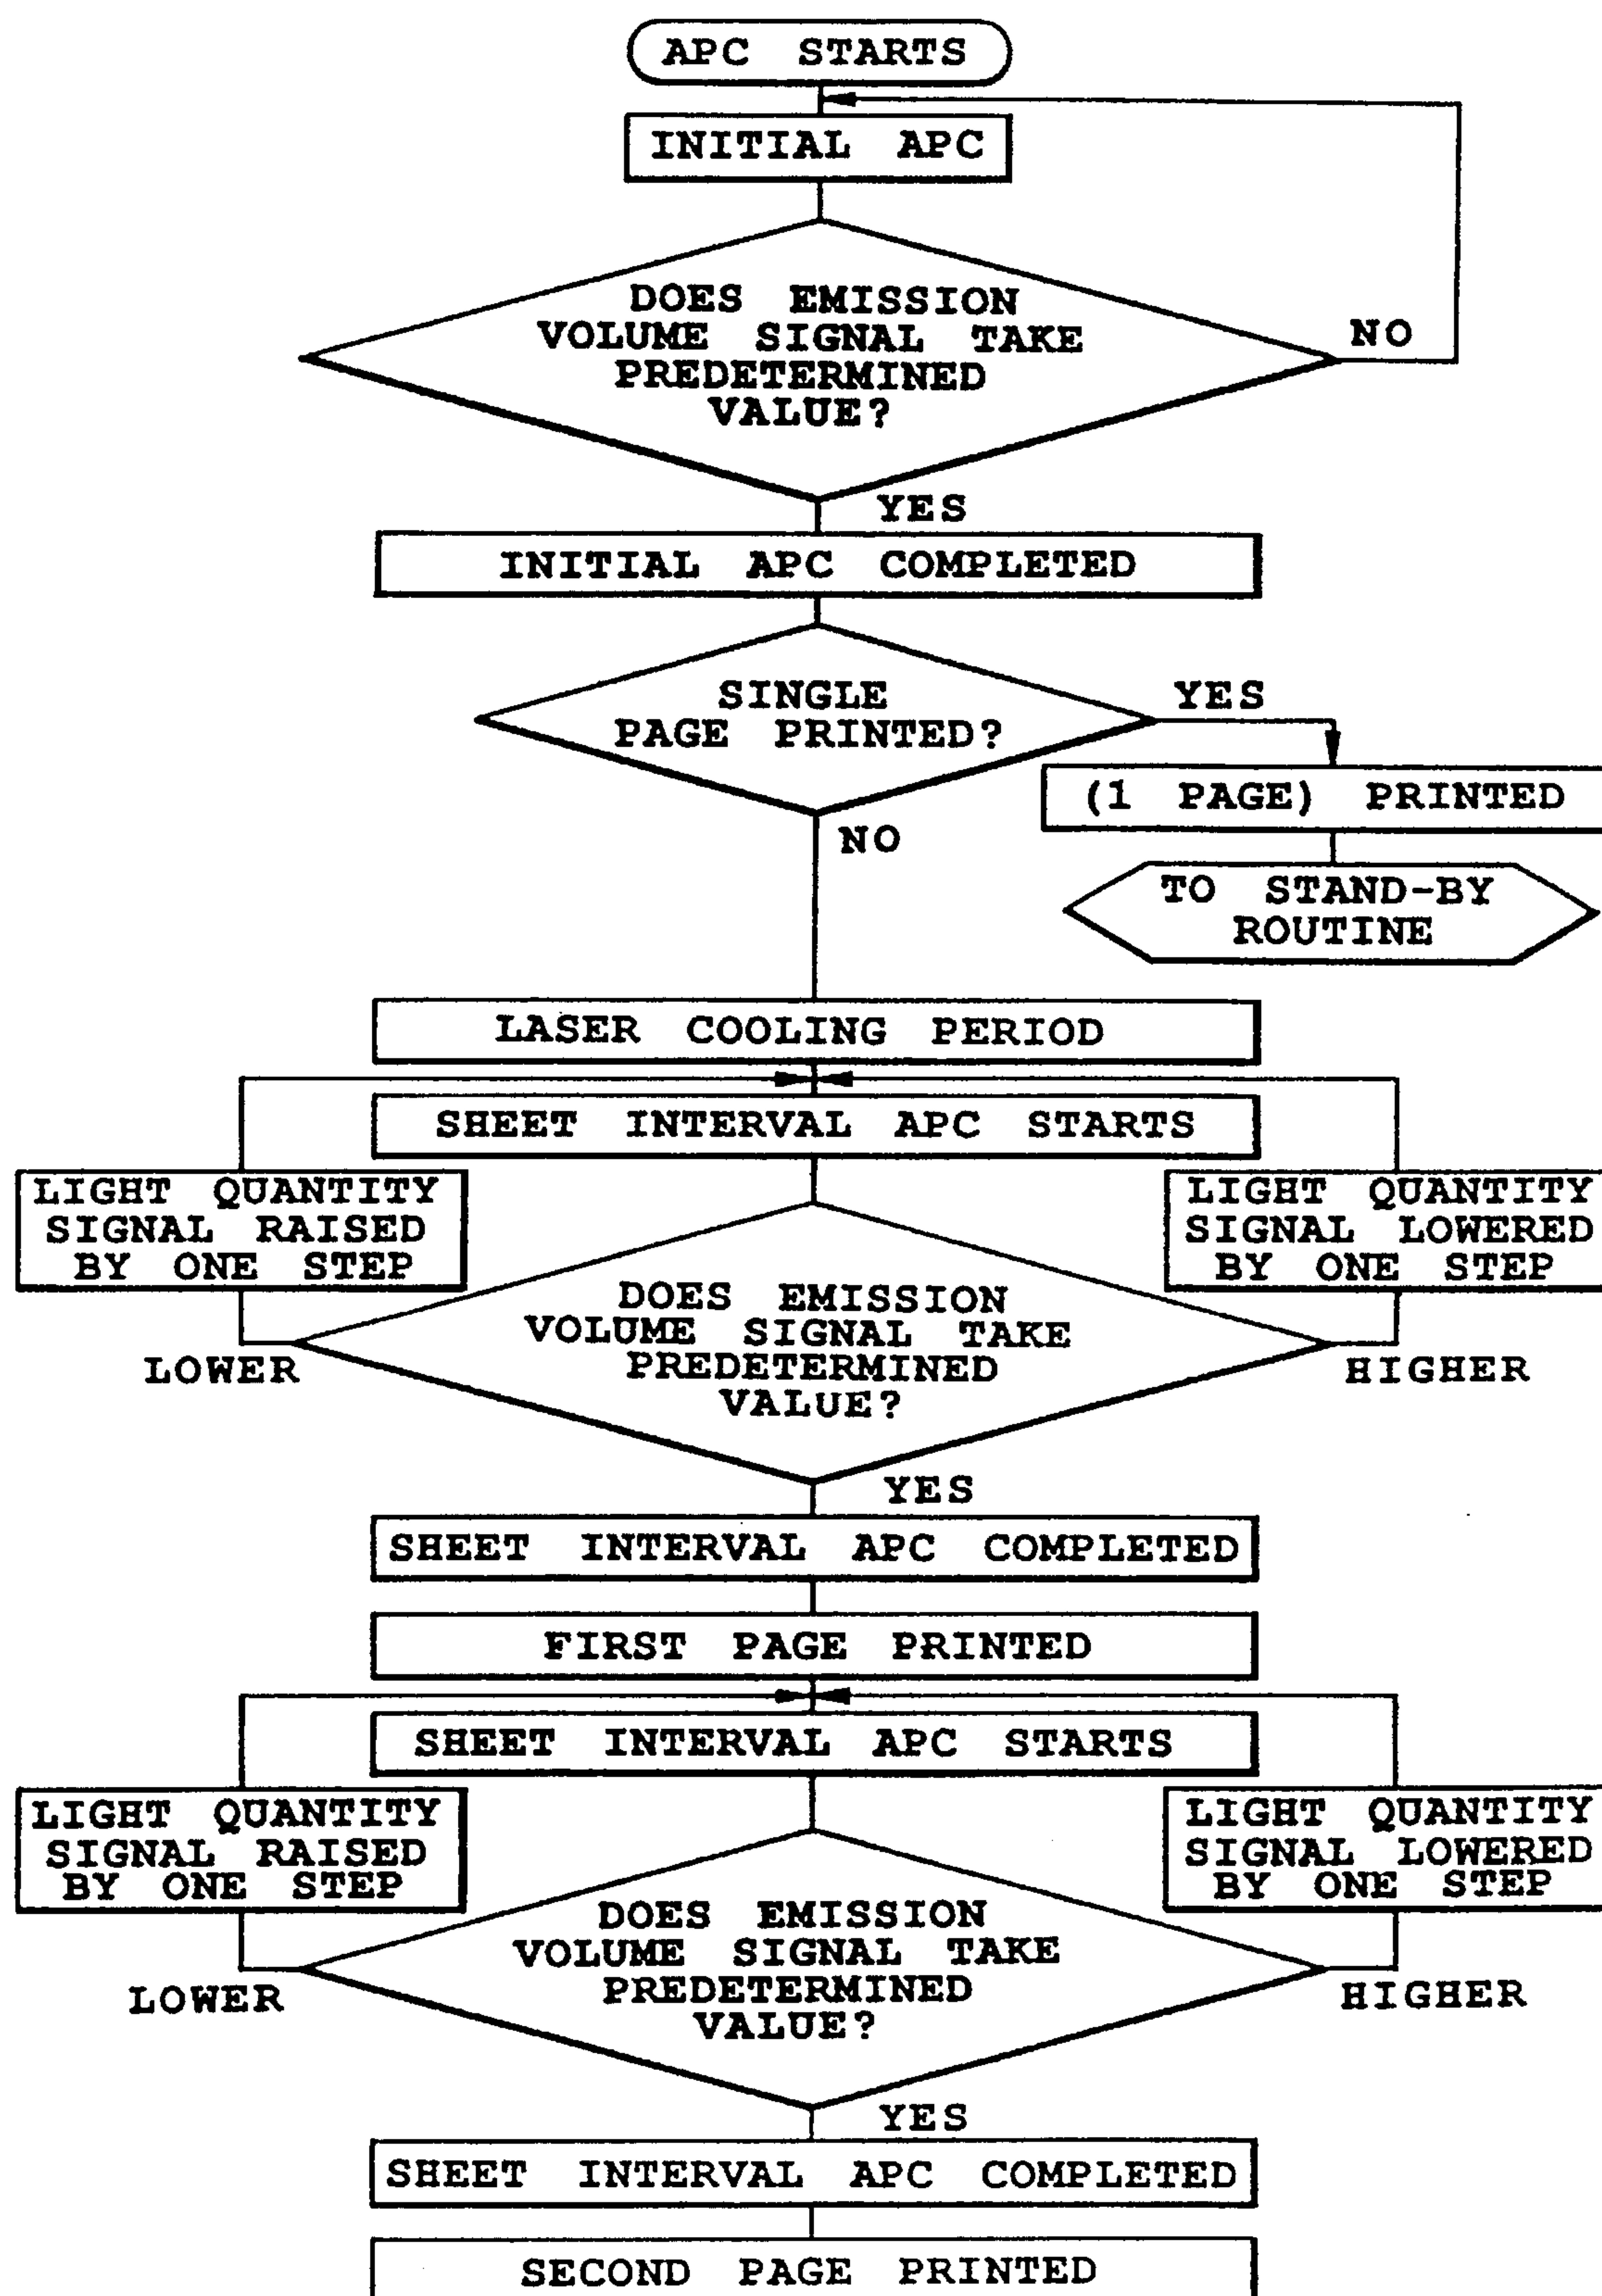 APC STARTS
INITIAL APC
DOES EMISSION
VOLUME SIGNAL TAKE
PREDETERMINED
VALUE?
NO
YES
INITIAL APC COMPLETED
SINGLE
PAGE PRINTED?
YES
(1 PAGE) PRINTED
NO
TO STAND-BY
ROUTINE
LASER COOLING PERIOD
SHEET INTERVAL APC STARTS
LIGHT QUANTITY
SIGNAL RAISED
BY ONE STEP
LIGHT QUANTITY
SIGNAL LOWERED
BY ONE STEP
DOES EMISSION
VOLUME SIGNAL TAKE
PREDETERMINED
VALUE?
LOWER
HIGHER
YES
SHEET INTERVAL APC COMPLETED
FIRST PAGE PRINTED
SHEET INTERVAL APC STARTS
LIGHT QUANTITY
SIGNAL RAISED
BY ONE STEP
LIGHT QUANTITY
SIGNAL LOWERED
BY ONE STEP
DOES EMISSION
VOLUME SIGNAL TAKE
PREDETERMINED
VALUE?
LOWER
HIGHER
YES
SHEET INTERVAL APC COMPLETED
SECOND PAGE PRINTED